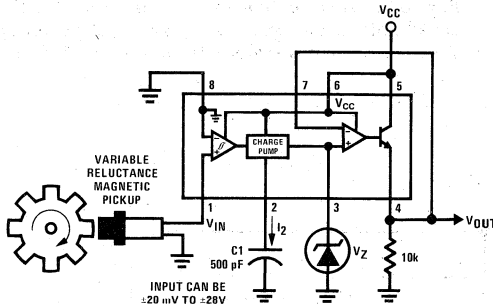 VCC
8
7
6
5
VCC
CHARGE
PUMP
VARIABLE
RELUCTANCE
MAGNETIC
PICKUP
1
VIN
2
I2
3
4
VOUT
C1
500 pF
VZ
10k
INPUT CAN BE
±20 mV TO ±28V